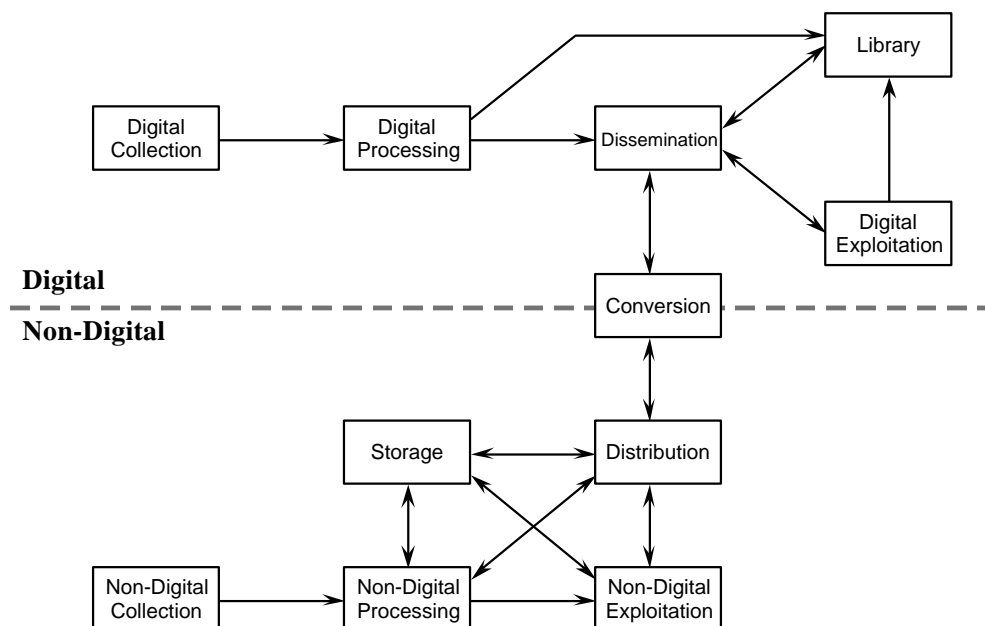 Library
Digital
Collection
Digital
Processing
Dissemination
Digital
Exploitation
Digital
Conversion
Non-Digital
Storage
Distribution
Non-Digital
Collection
Non-Digital
Processing
Non-Digital
Exploitation